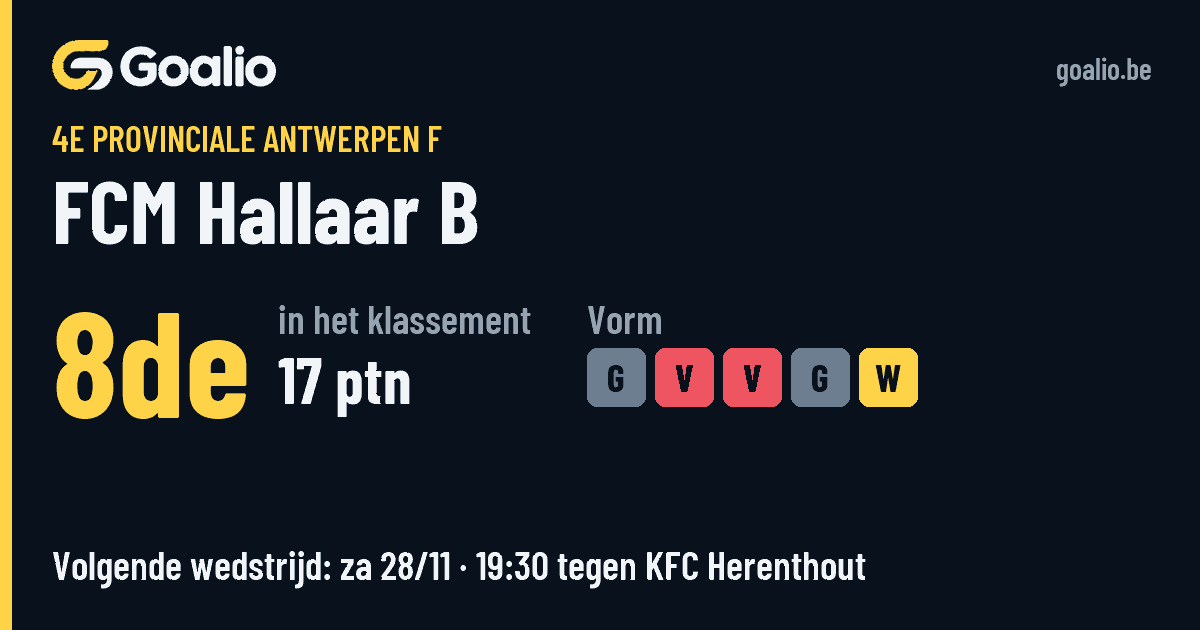 Goalio
goalio.be
4E PROVINCIALE ANTWERPEN F
FCM Hallaar B
8de
in het klassement
17 ptn
Vorm
G V V G W
Volgende wedstrijd: za 28/11 · 19:30 tegen KFC Herenthout